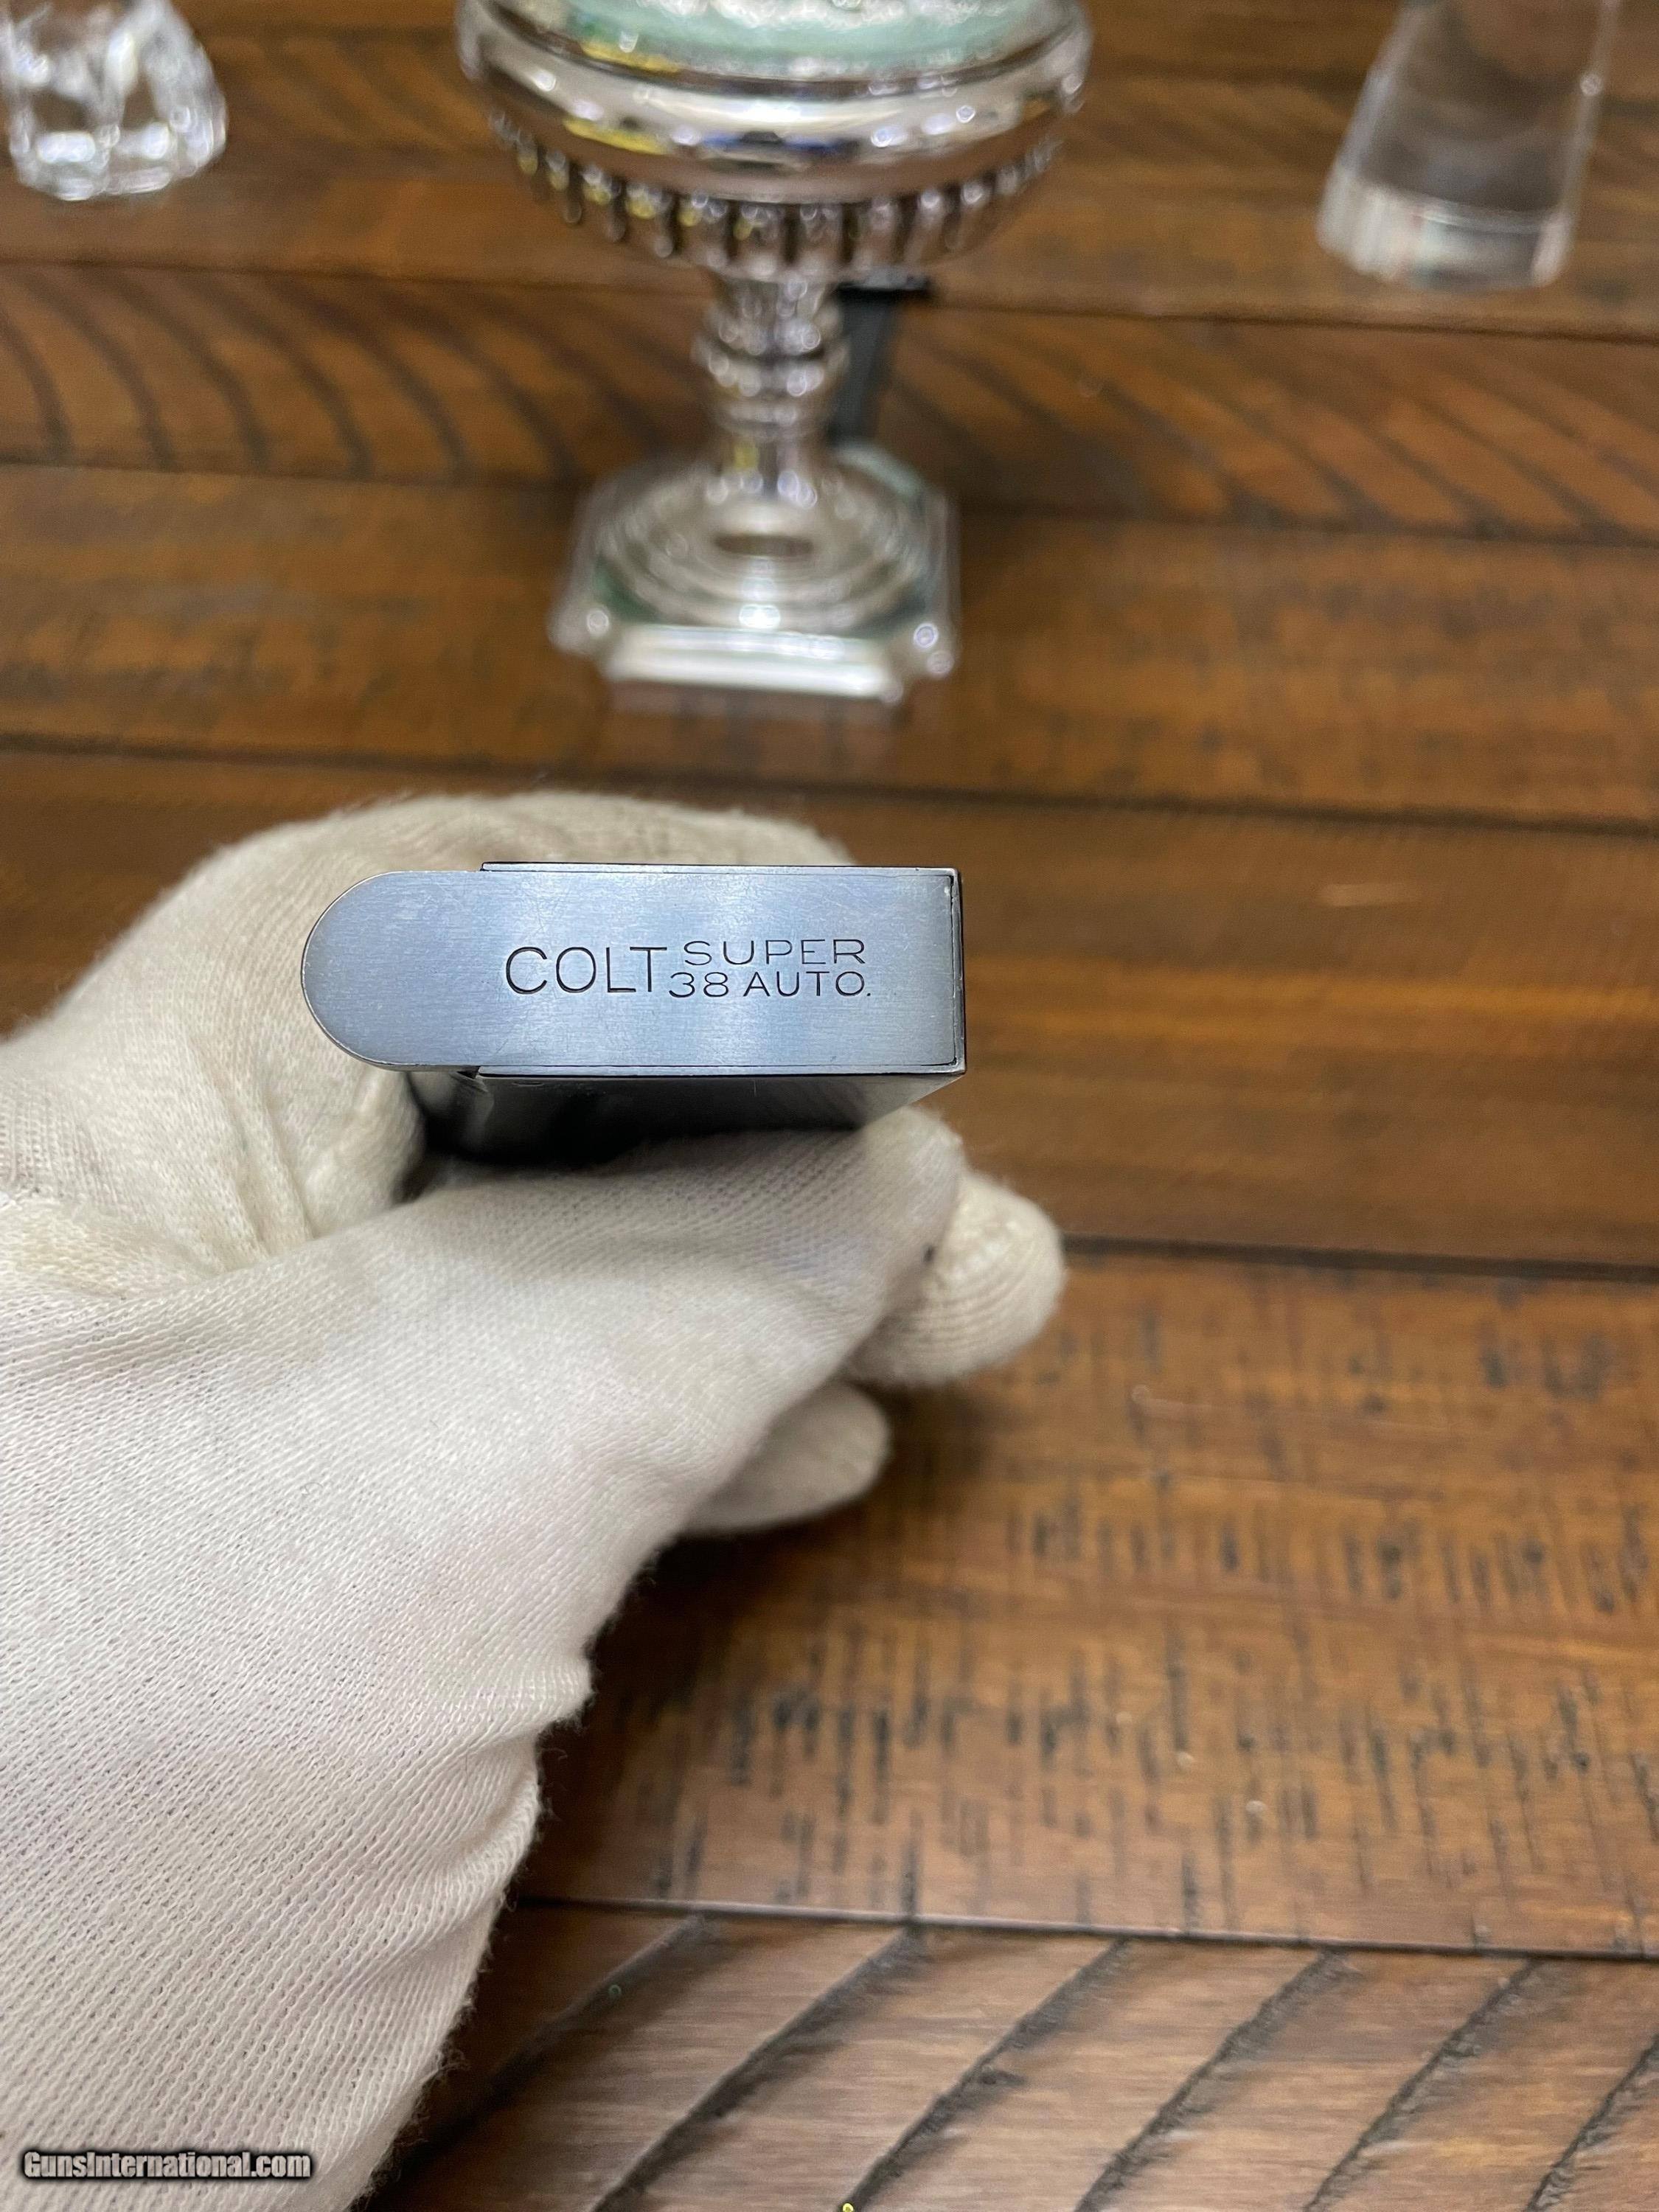 COLT SUPER
38 AUTO.
GunsInternational.com